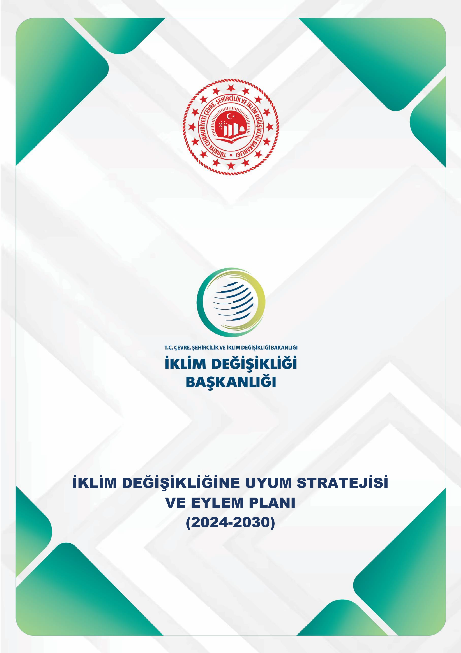 T.C. ÇEVRE, ŞEHİRCİLİK VE İKLİM DEĞİŞİKLİĞİ BAKANLIĞI
İKLİM DEĞİŞİKLİĞİ
BAŞKANLIĞI
İKLİM DEĞİŞİKLİĞİNE UYUM STRATEJİSİ
VE EYLEM PLANI
(2024-2030)